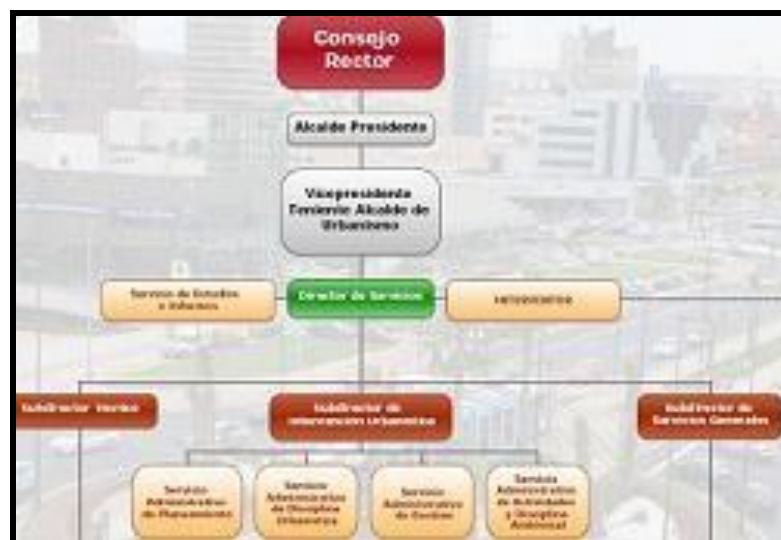 Consejo
Rector
Alcalde Presidente
Vicepresidente
Teniente Alcalde de
Urbanismo
Servicio de Estudios
e Informes
Director de Servicios
Subdirector Técnico
Subdirector de
Intervención Urbanística
Subdirector de
Servicios Generales
Servicio
Administrativo
de Planeamiento
Servicio
Administrativo
de Disciplina
Urbanística
Servicio
Administrativo
de Gestión
Servicio
Administrativo
de Actividades
y Disciplina
Ambiental